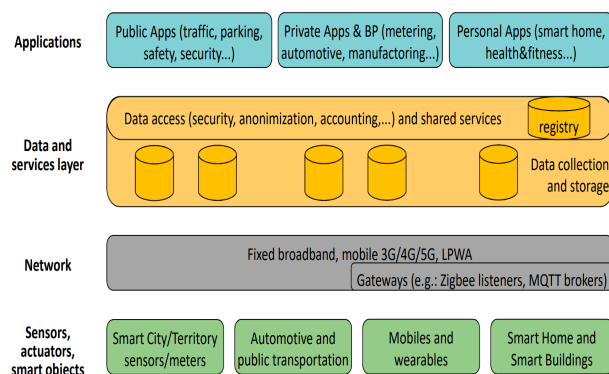 Applications
Public Apps (traffic, parking,
safety, security...)
Private Apps & BP (metering,
automotive, manufactoring...)
Personal Apps (smart home,
health&fitness...)
Data and
services layer
Data access (security, anonimization, accounting,...) and shared services
registry
Data collection
and storage
Network
Fixed broadband, mobile 3G/4G/5G, LPWA
Gateways (e.g.: Zigbee listeners, MQTT brokers)
Sensors,
actuators,
smart objects
Smart City/Territory
sensors/meters
Automotive and
public transportation
Mobiles and
wearables
Smart Home and
Smart Buildings